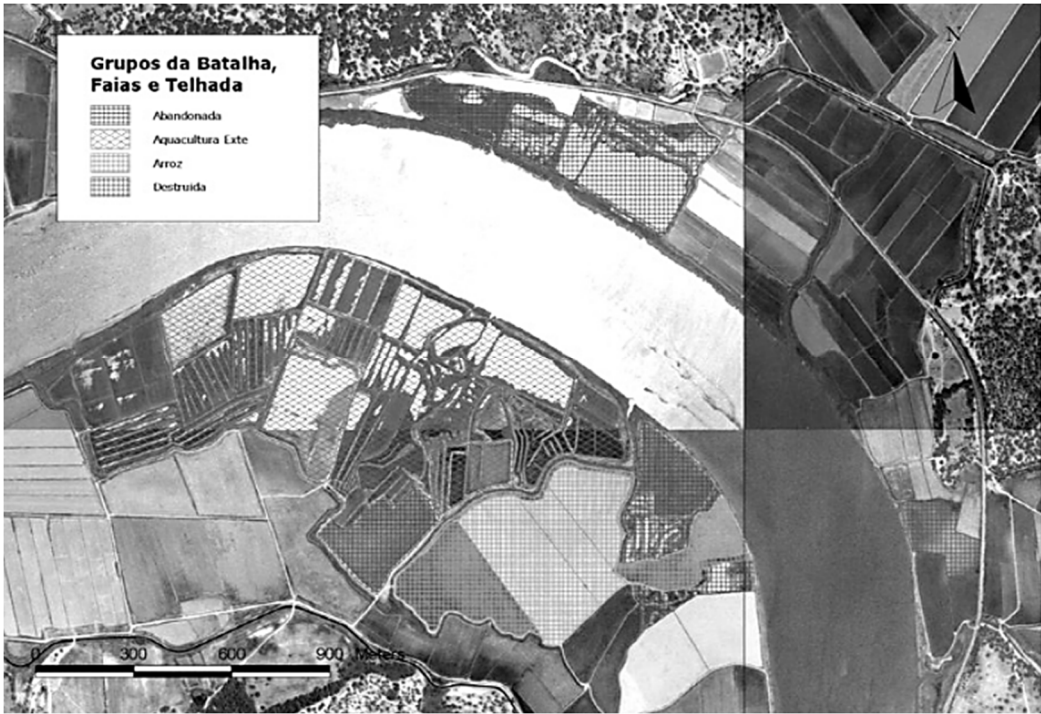 Grupos da Batalha,
Faias e Telhada
Abandonada
Aquacultura Exte
Arroz
Destruida
N
0 300 600 900 Meters